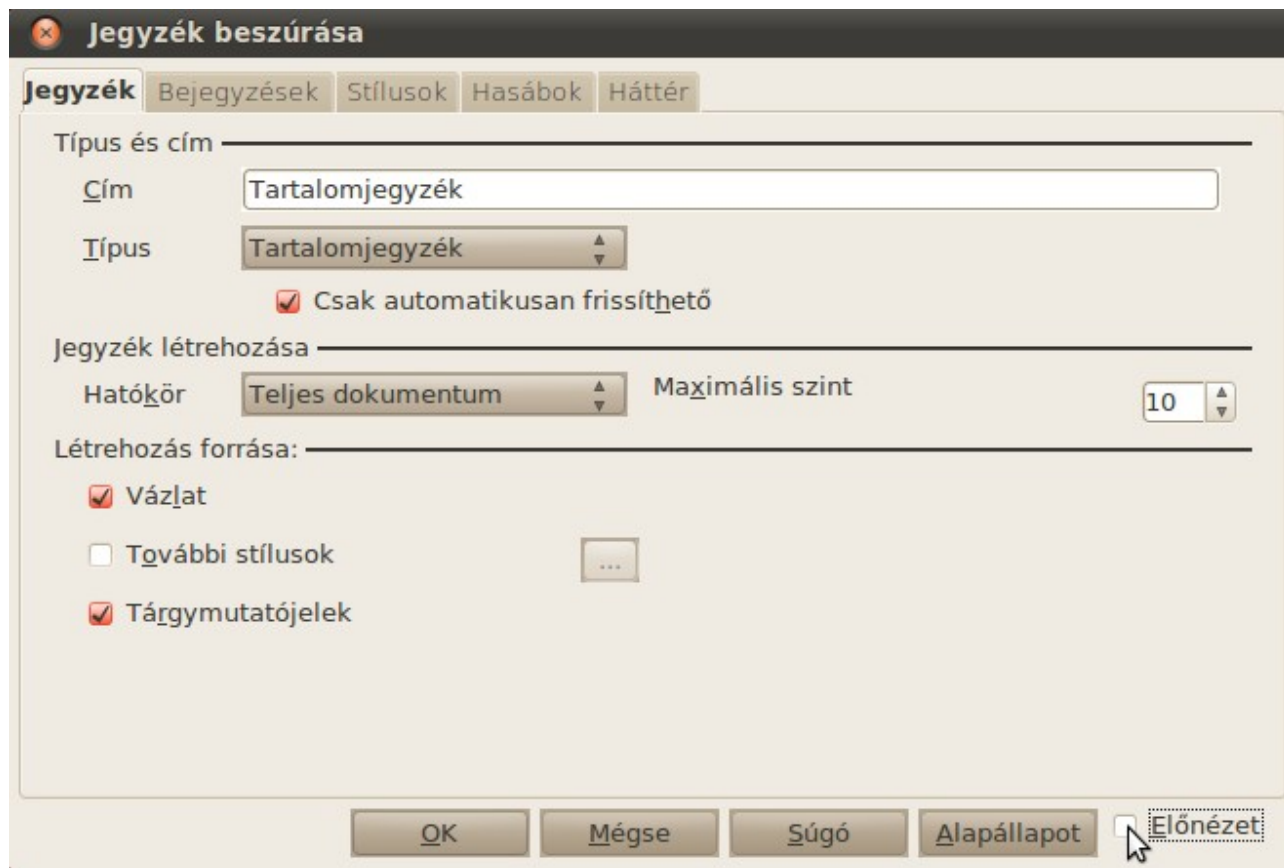 Jegyzék beszúrása
Jegyzék Bejegyzések Stílusok Hasábok Háttér
Típus és cím
Cím Tartalomjegyzék
Típus Tartalomjegyzék
Csak automatikusan frissíthető
Jegyzék létrehozása
Hatókör Teljes dokumentum Maximális szint 10
Létrehozás forrása:
Vázlat
További stílusok ...
Tárgymutatójelek
OK Mégse Súgó Alapállapot Előnézet